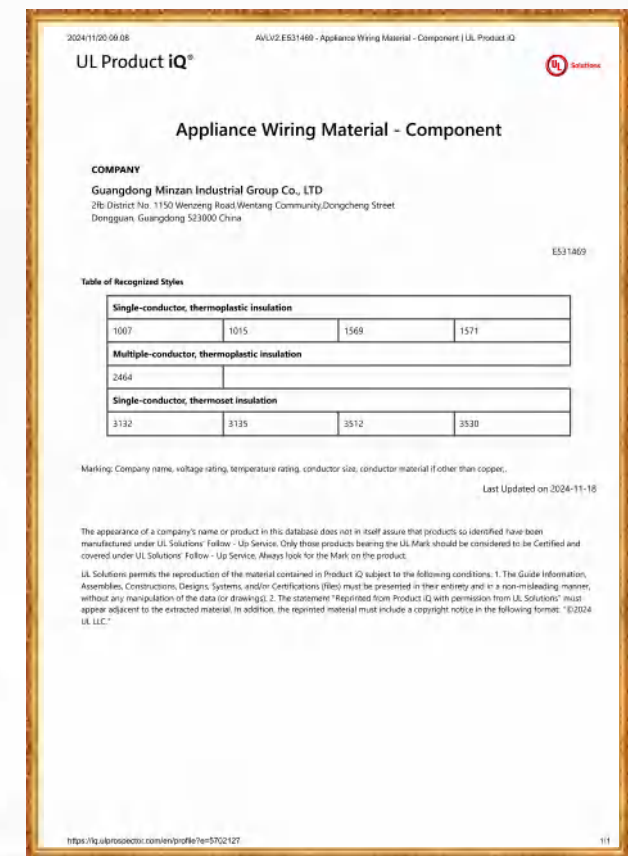 2024/11/20 09:08 AVLV2.E531469 - Appliance Wiring Material - Component | UL Product iQ
UL Product iQ®
UL Solutions
Appliance Wiring Material - Component
COMPANY
Guangdong Minzan Industrial Group Co., LTD
2fb District No. 1150 Wenzeng Road,Wentang Community,Dongcheng Street
Dongguan, Guangdong 523000 China
E531469
Table of Recognized Styles
Single-conductor, thermoplastic insulation
1007 1015 1569 1571
Multiple-conductor, thermoplastic insulation
2464
Single-conductor, thermoset insulation
3132 3135 3512 3530
Marking: Company name, voltage rating, temperature rating, conductor size, conductor material if other than copper,.
Last Updated on 2024-11-18
The appearance of a company's name or product in this database does not in itself assure that products so identified have been
manufactured under UL Solutions' Follow - Up Service. Only those products bearing the UL Mark should be considered to be Certified and
covered under UL Solutions' Follow - Up Service. Always look for the Mark on the product.
UL Solutions permits the reproduction of the material contained in Product iQ subject to the following conditions: 1. The Guide Information,
Assemblies, Constructions, Designs, Systems, and/or Certifications (files) must be presented in their entirety and in a non-misleading manner,
without any manipulation of the data (or drawings). 2. The statement "Reprinted from Product iQ with permission from UL Solutions" must
appear adjacent to the extracted material. In addition, the reprinted material must include a copyright notice in the following format: "©2024
UL LLC."
https://iq.ulprospector.com/en/profile?e=5702127 1/1